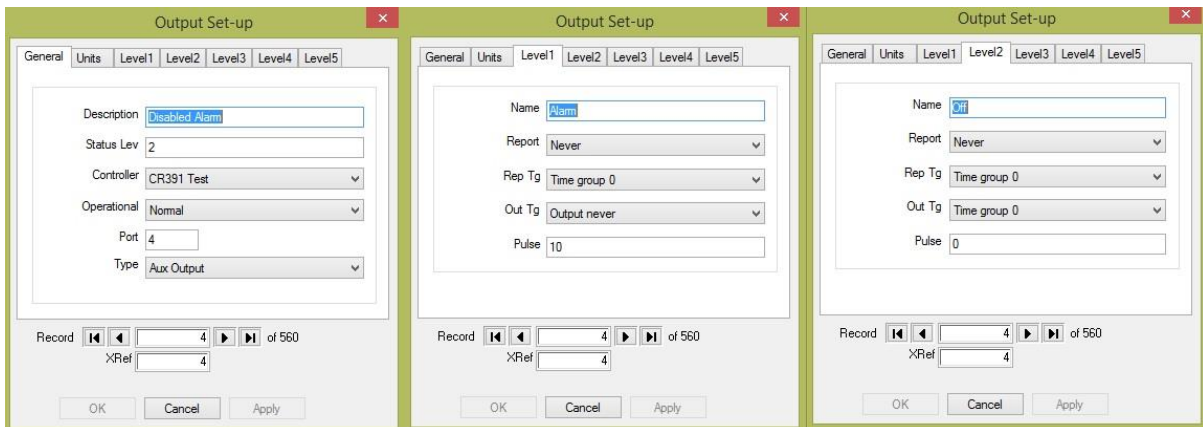 Output Set-up
General Units Level1 Level2 Level3 Level4 Level5
Description Disabled Alarm
Status Lev 2
Controller CR391 Test
Operational Normal
Port 4
Type Aux Output
Record 4 of 560
XRef 4
OK Cancel Apply
Output Set-up
General Units Level1 Level2 Level3 Level4 Level5
Name Alarm
Report Never
Rep Tg Time group 0
Out Tg Output never
Pulse 10
Record 4 of 560
XRef 4
OK Cancel Apply
Output Set-up
General Units Level1 Level2 Level3 Level4 Level5
Name Off
Report Never
Rep Tg Time group 0
Out Tg Time group 0
Pulse 0
Record 4 of 560
XRef 4
OK Cancel Apply